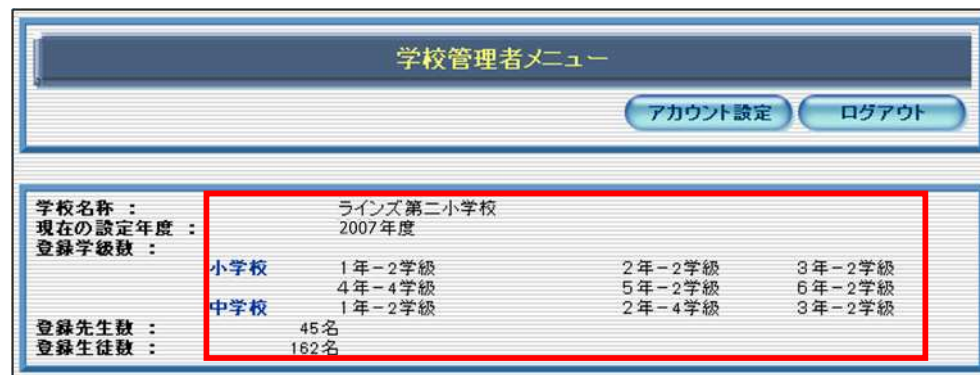 学校管理者メニュー
アカウント設定 ログアウト
学校名称 : ラインズ第二小学校
現在の設定年度 : 2007年度
登録学級数 :
小学校 1年-2学級 2年-2学級 3年-2学級
4年-4学級 5年-2学級 6年-2学級
中学校 1年-2学級 2年-4学級 3年-2学級
登録先生数 : 45名
登録生徒数 : 162名